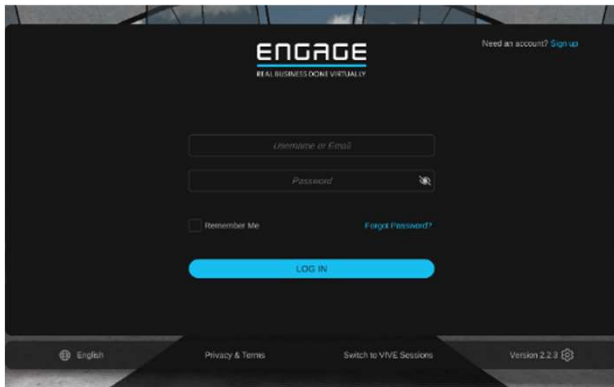 Need an account? Sign up
ENGAGE
REAL BUSINESS DONE VIRTUALLY
Username or Email
Password
Remember Me
Forgot Password?
LOG IN
English
Privacy & Terms
Switch to VIVE Sessions
Version 2.2.3